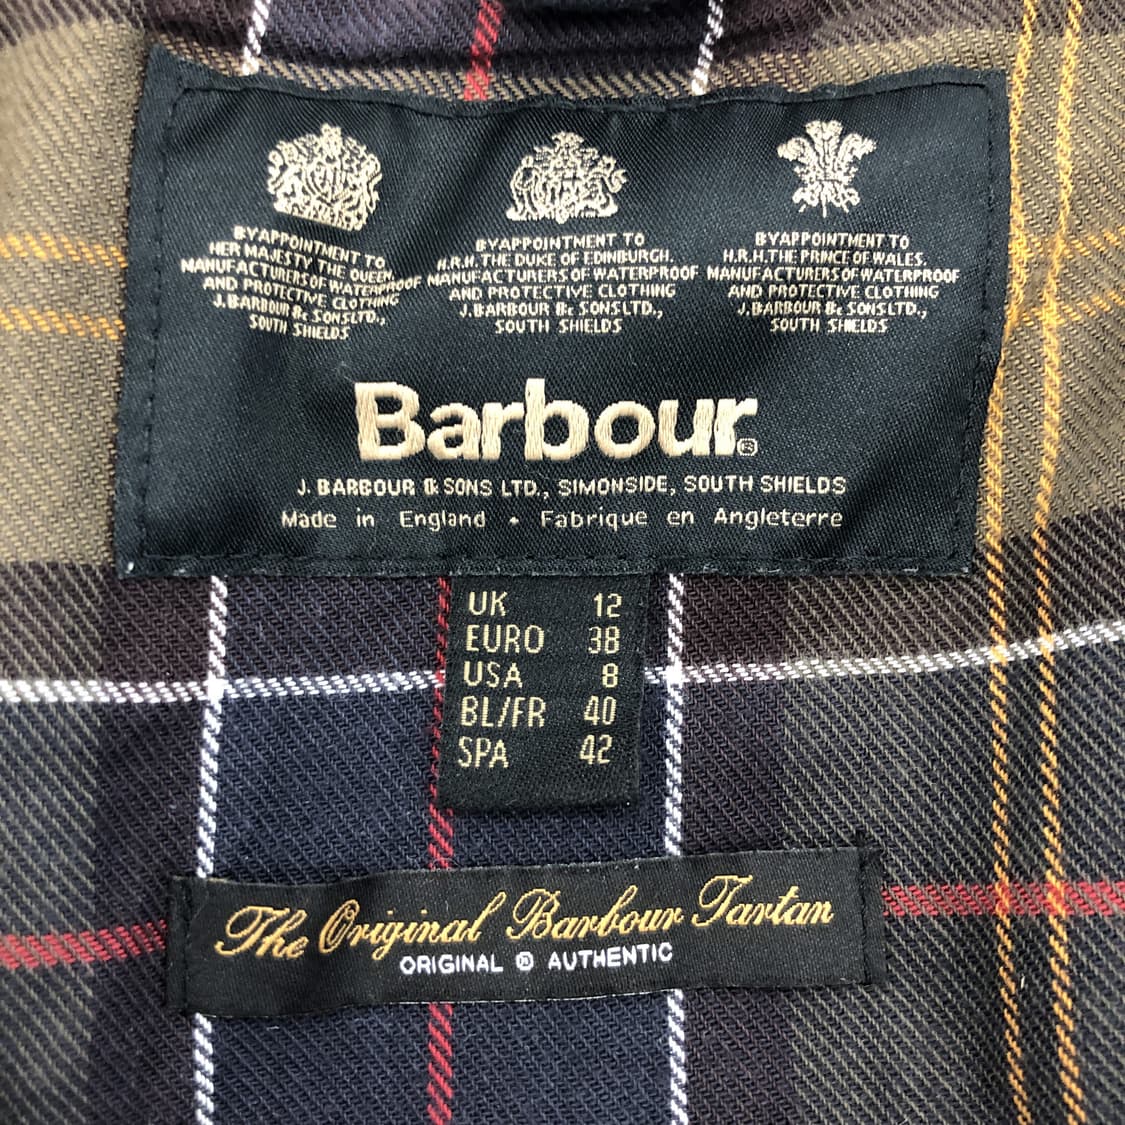 BY APPOINTMENT TO
HER MAJESTY THE QUEEN.
MANUFACTURERS OF WATERPROOF
AND PROTECTIVE CLOTHING
J. BARBOUR & SONS LTD.,
SOUTH SHIELDS
BY APPOINTMENT TO
H.R.H. THE DUKE OF EDINBURGH.
MANUFACTURERS OF WATERPROOF
AND PROTECTIVE CLOTHING
J. BARBOUR & SONS LTD.,
SOUTH SHIELDS
BY APPOINTMENT TO
H.R.H. THE PRINCE OF WALES.
MANUFACTURERS OF WATERPROOF
AND PROTECTIVE CLOTHING
J. BARBOUR & SONS LTD.,
SOUTH SHIELDS
Barbour®
J. BARBOUR & SONS LTD., SIMONSIDE, SOUTH SHIELDS
Made in England • Fabrique en Angleterre
UK 12
EURO 38
USA 8
BL/FR 40
SPA 42
The Original Barbour Tartan
ORIGINAL ® AUTHENTIC